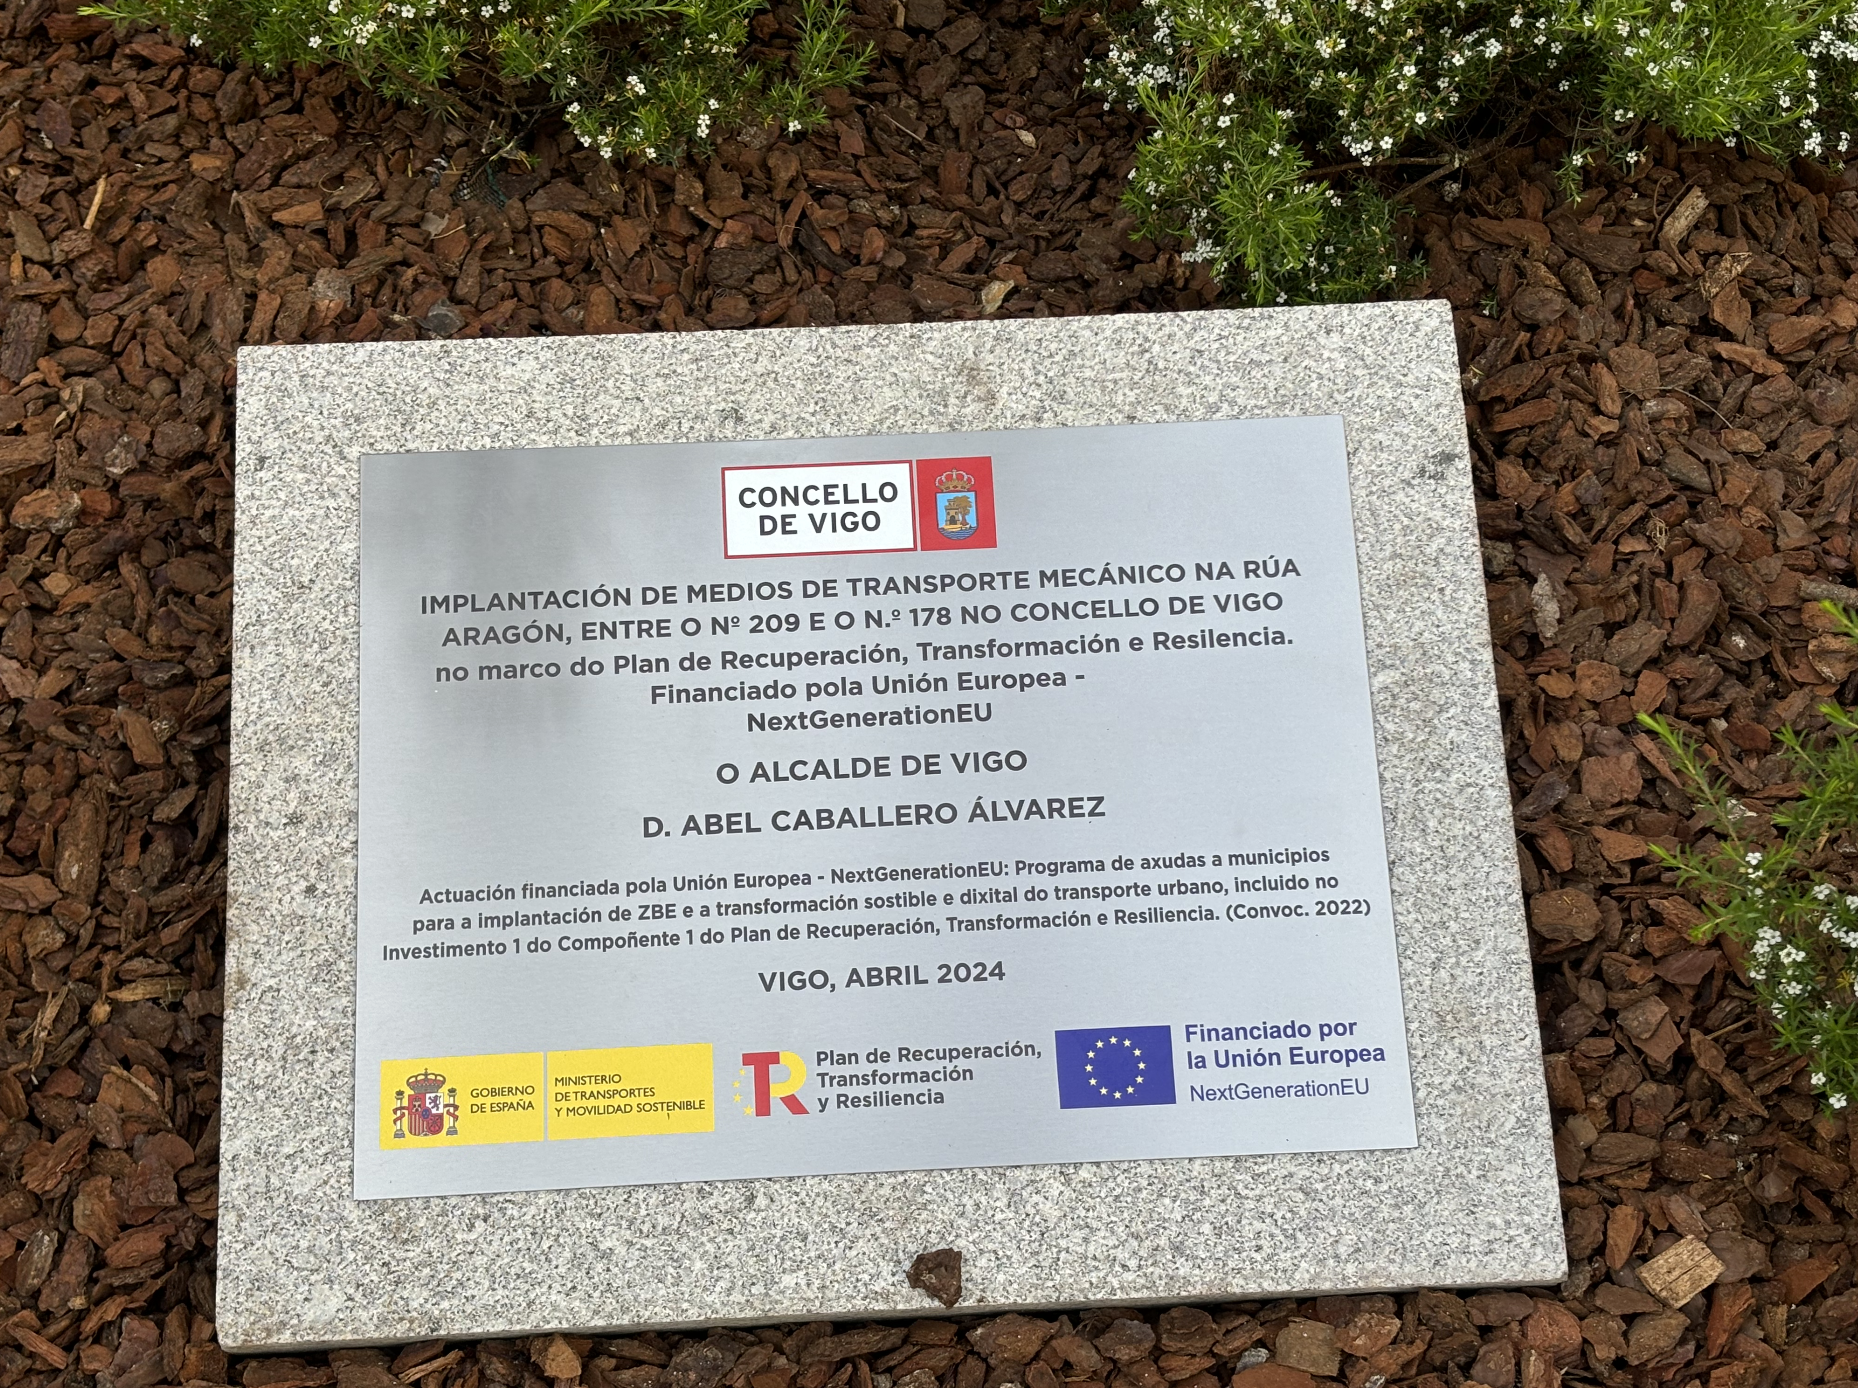 CONCELLO
DE VIGO
IMPLANTACIÓN DE MEDIOS DE TRANSPORTE MECÁNICO NA RÚA
ARAGÓN, ENTRE O Nº 209 E O N.º 178 NO CONCELLO DE VIGO
no marco do Plan de Recuperación, Transformación e Resilencia.
Financiado pola Unión Europea -
NextGenerationEU
O ALCALDE DE VIGO
D. ABEL CABALLERO ÁLVAREZ
Actuación financiada pola Unión Europea - NextGenerationEU: Programa de axudas a municipios
para a implantación de ZBE e a transformación sostible e dixital do transporte urbano, incluido no
Investimento 1 do Compoñente 1 do Plan de Recuperación, Transformación e Resiliencia. (Convoc. 2022)
VIGO, ABRIL 2024
GOBIERNO
DE ESPAÑA
MINISTERIO
DE TRANSPORTES
Y MOVILIDAD SOSTENIBLE
TR
Plan de Recuperación,
Transformación
y Resiliencia
Financiado por
la Unión Europea
NextGenerationEU